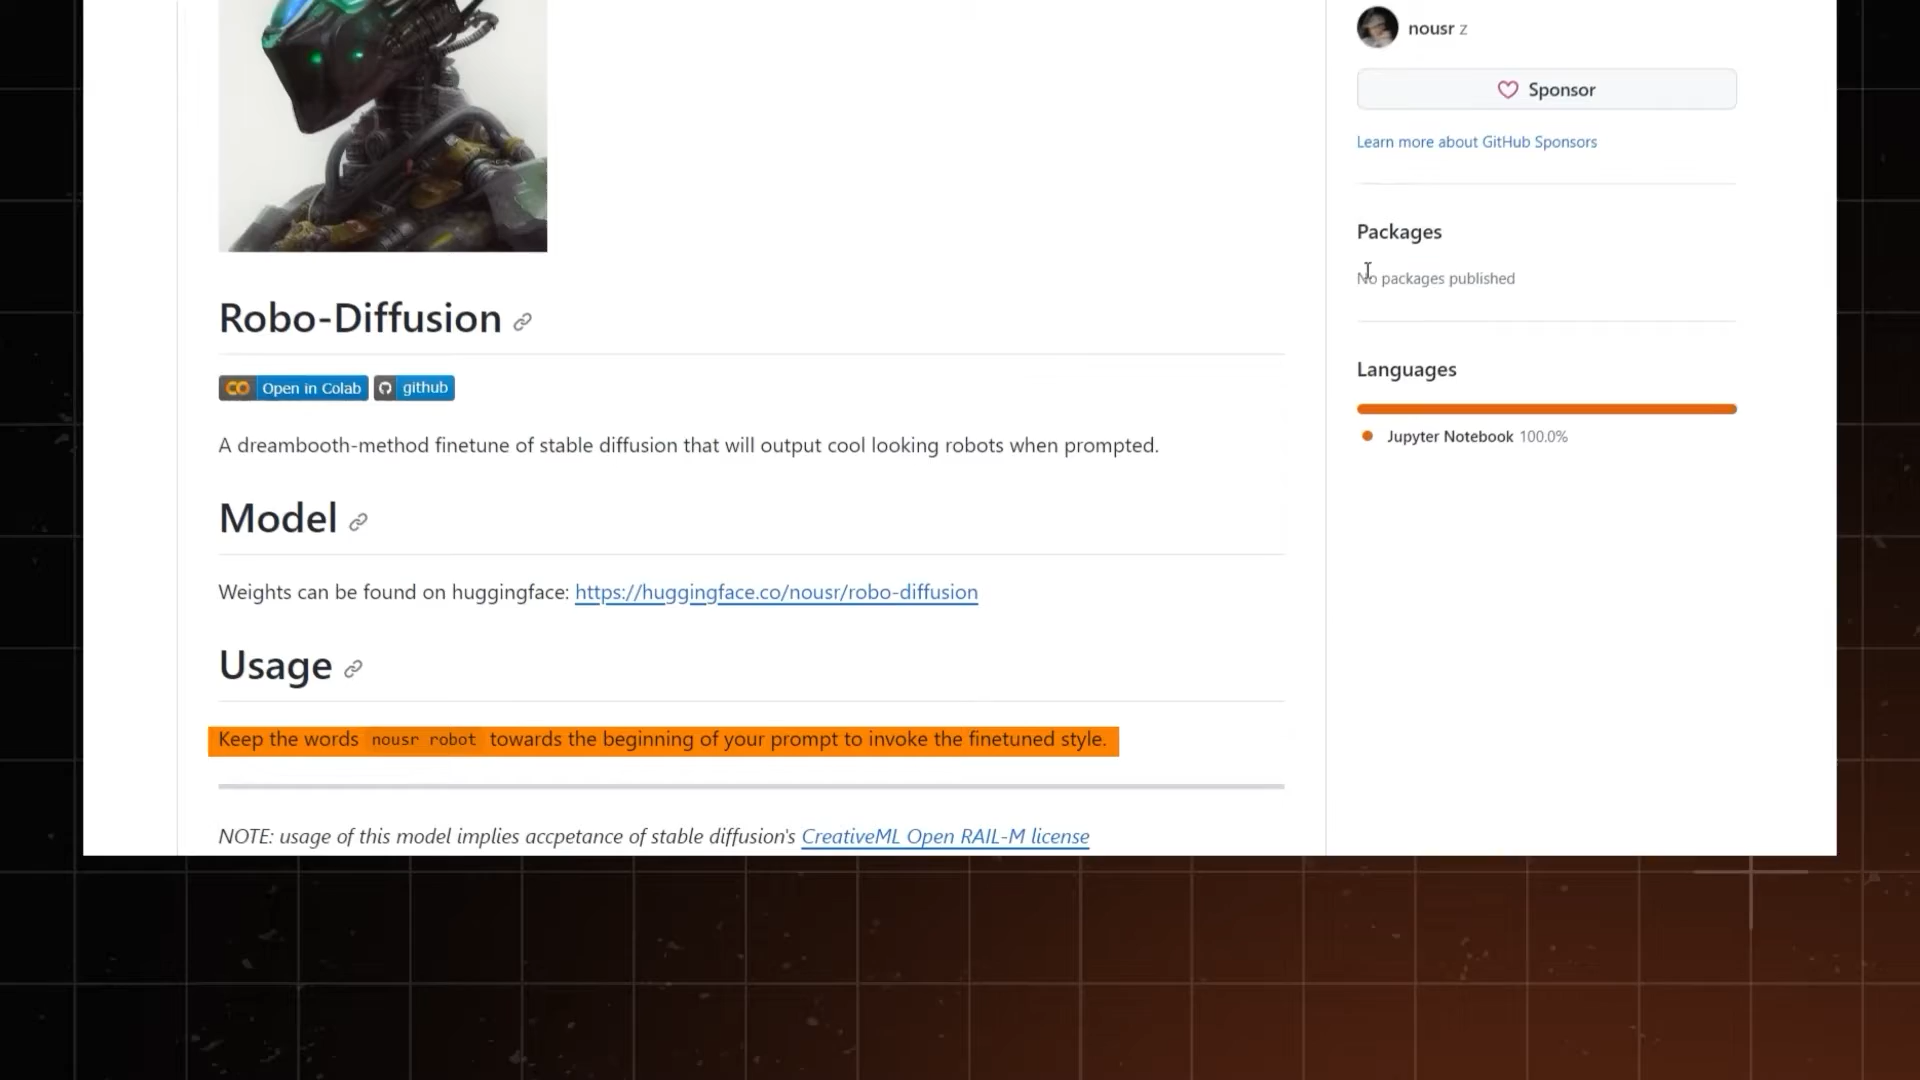 nousr z
Sponsor
Learn more about GitHub Sponsors
Packages
No packages published
Languages
Jupyter Notebook 100.0%
Robo-Diffusion
Open in Colab github
A dreambooth-method finetune of stable diffusion that will output cool looking robots when prompted.
Model
Weights can be found on huggingface: https://huggingface.co/nousr/robo-diffusion
Usage
Keep the words nousr robot towards the beginning of your prompt to invoke the finetuned style.
NOTE: usage of this model implies accpetance of stable diffusion's CreativeML Open RAIL-M license